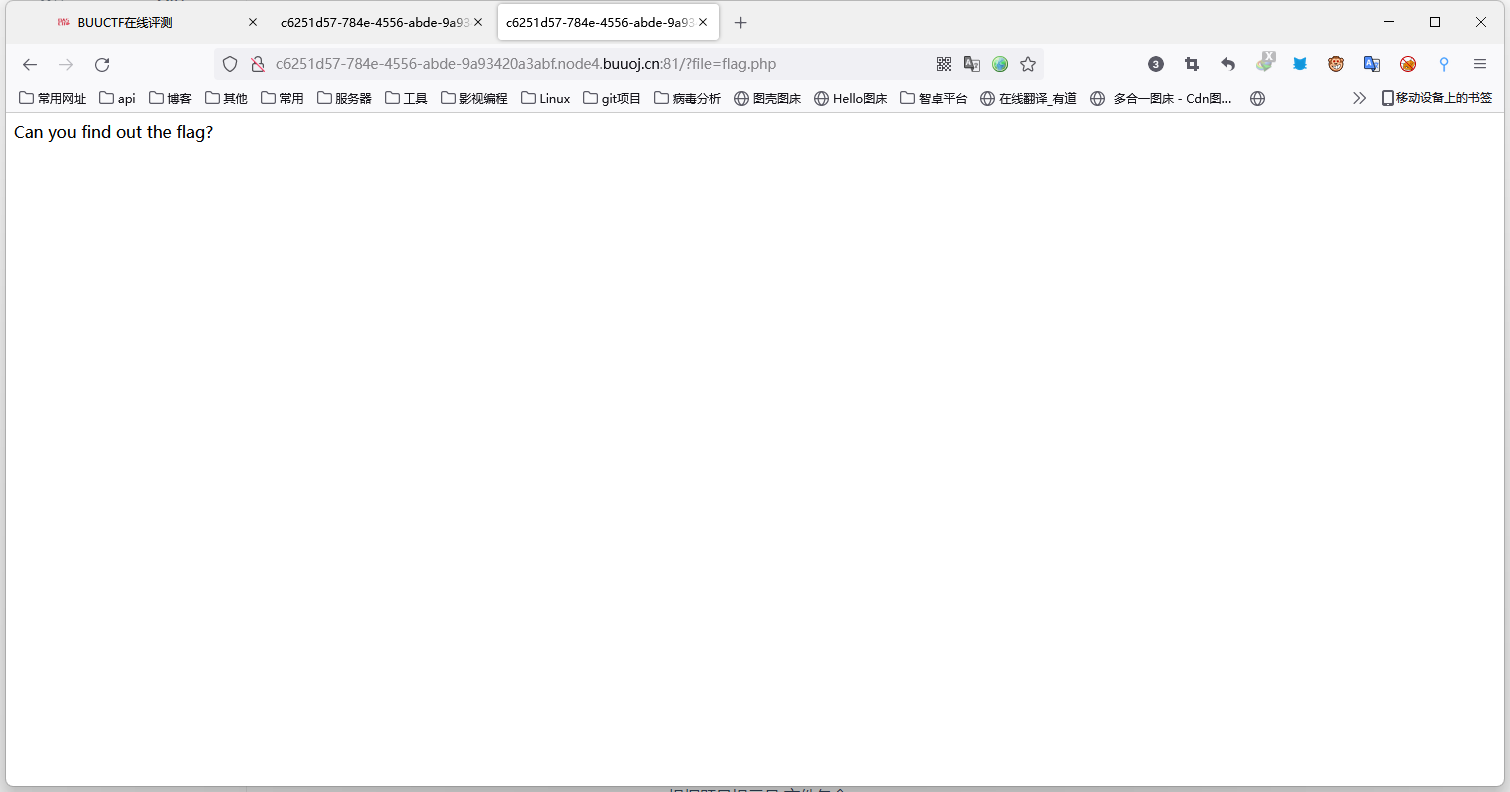 BUUCTF在线评测
c6251d57-784e-4556-abde-9a93
c6251d57-784e-4556-abde-9a93
c6251d57-784e-4556-abde-9a93420a3abf.node4.buuoj.cn:81/?file=flag.php
3
X
常用网址 api 博客 其他 常用 服务器 工具 影视编程 Linux git项目 病毒分析 图壳图床 Hello图床 智卓平台 在线翻译_有道 多合一图床 - Cdn图... 移动设备上的书签
Can you find out the flag?